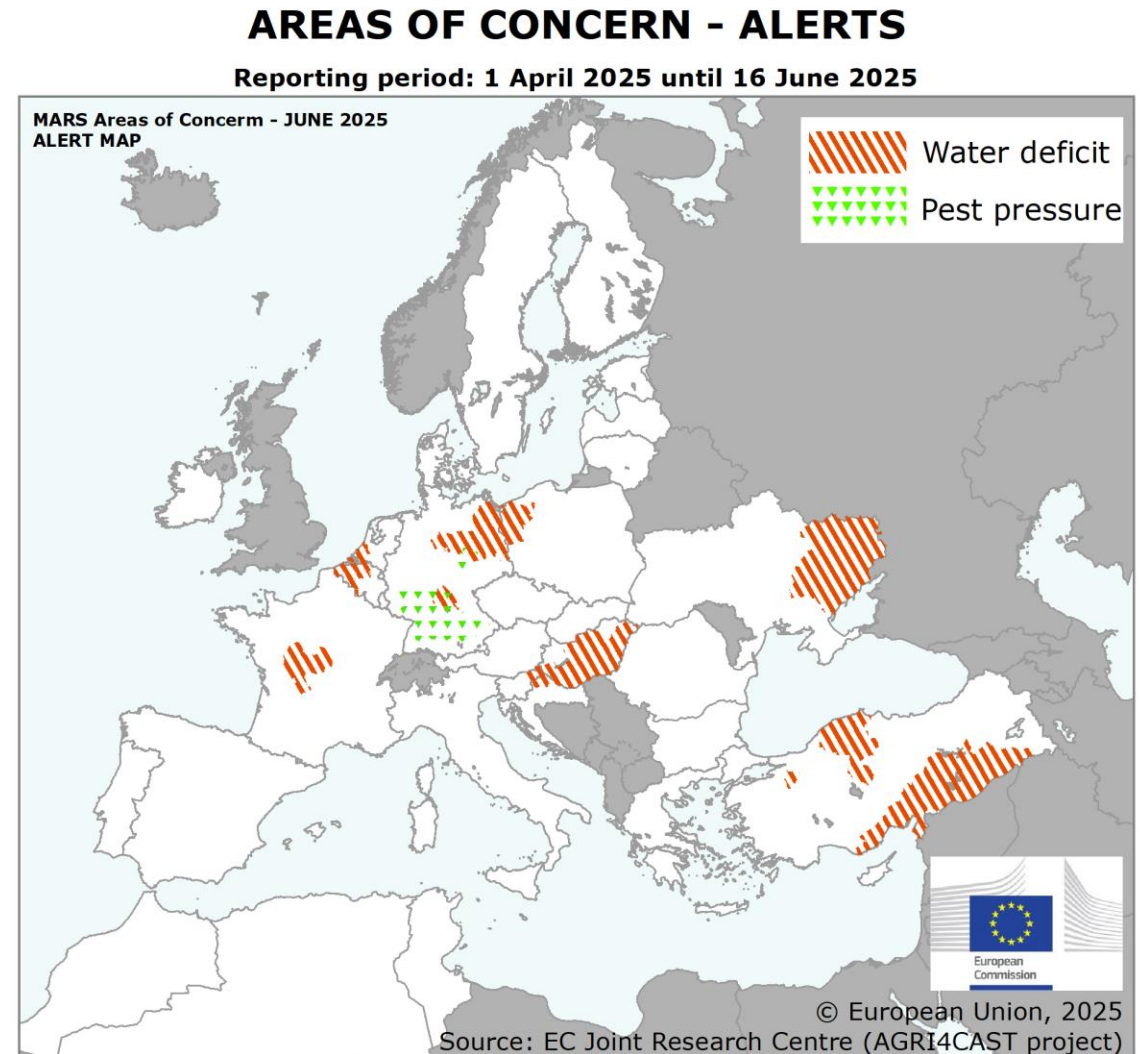 AREAS OF CONCERN - ALERTS
Reporting period: 1 April 2025 until 16 June 2025
MARS Areas of Concerm - JUNE 2025
ALERT MAP
Water deficit
Pest pressure
European
Commission
© European Union, 2025
Source: EC Joint Research Centre (AGRI4CAST project)